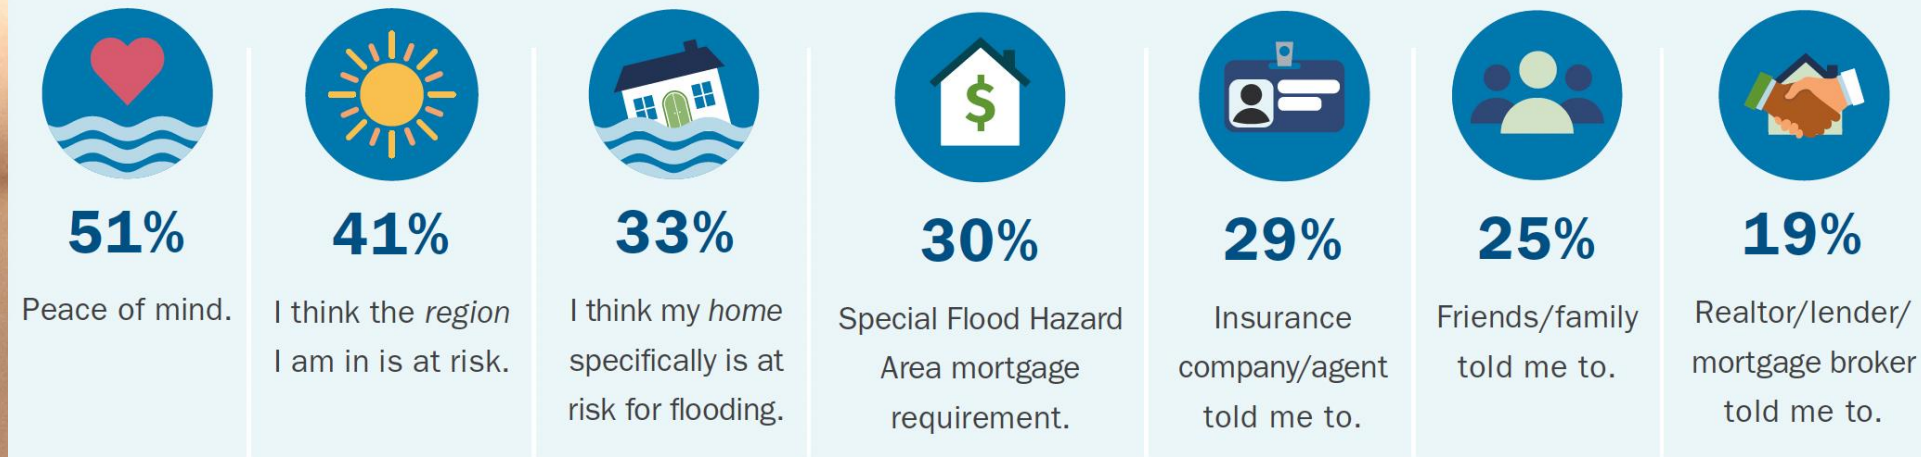 51%
Peace of mind.
41%
I think the region
I am in is at risk.
33%
I think my home
specifically is at
risk for flooding.
$
30%
Special Flood Hazard
Area mortgage
requirement.
29%
Insurance
company/agent
told me to.
25%
Friends/family
told me to.
19%
Realtor/lender/
mortgage broker
told me to.